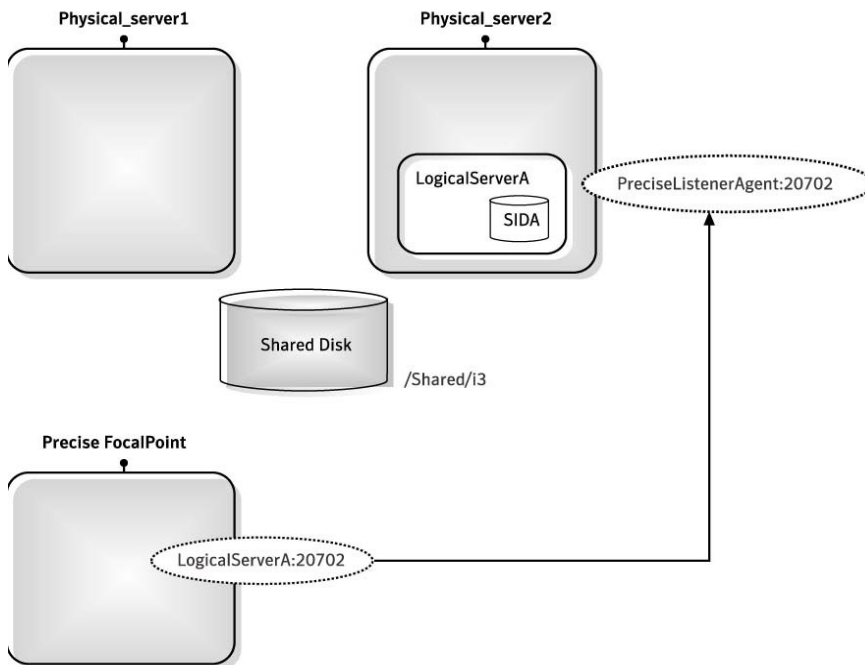 Physical_server1
Physical_server2
LogicalServerA
SIDA
PreciseListenerAgent:20702
Shared Disk
/Shared/i3
Precise FocalPoint
LogicalServerA:20702